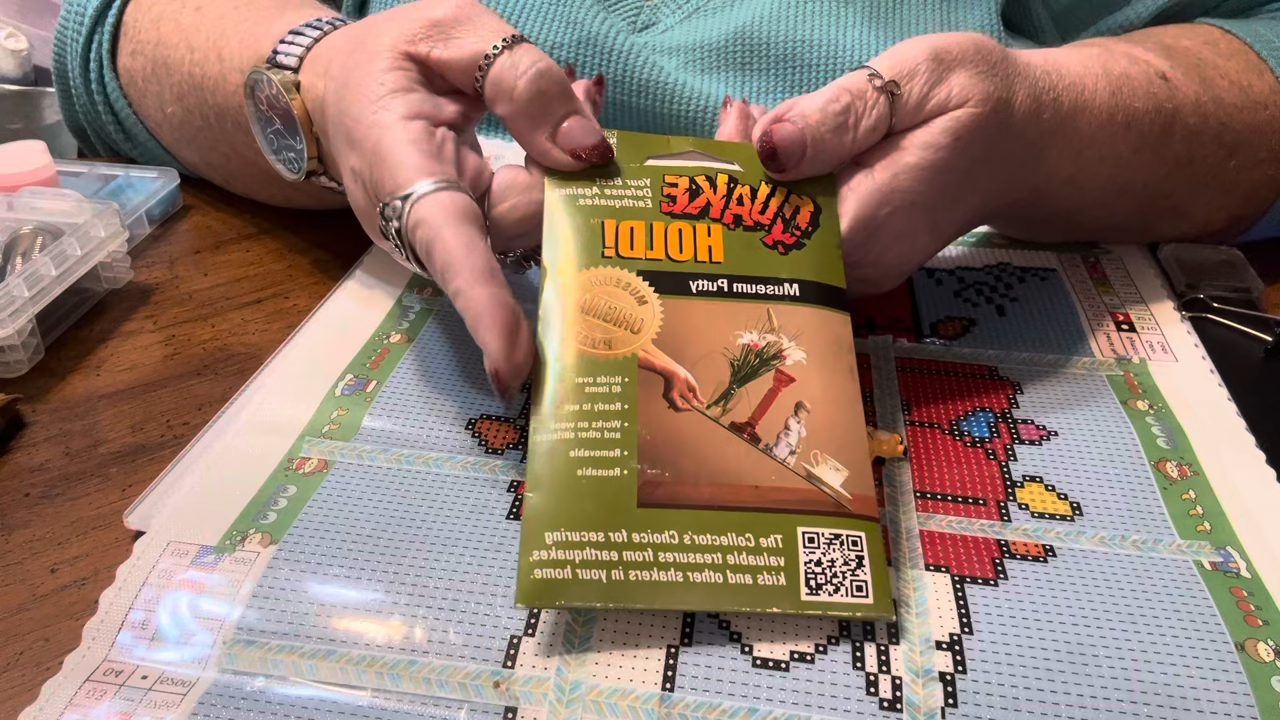 Your Best
Defense Against
Earthquakes.
QUAKE
HOLD!
Museum Putty
MUSEUM
ORIGINAL
PUTTY
• Holds over
40 items
• Ready to use
• Works on wood
and other surfaces
• Removable
• Reusable
The Collector's Choice for securing
valuable treasures from earthquakes,
kids and other shakers in your home.